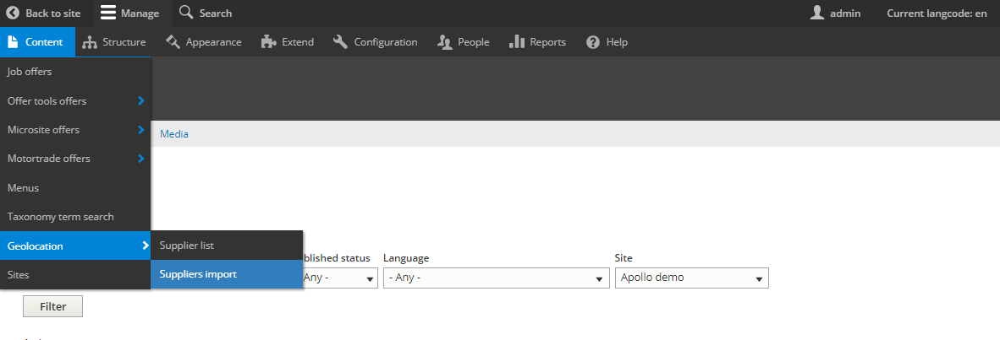 Back to site Manage Search admin Current langcode: en
Content Structure Appearance Extend Configuration People Reports Help
Job offers
Offer tools offers
Microsite offers
Media
Motortrade offers
Menus
Taxonomy term search
Geolocation Supplier list
blished status Language Site
Sites Suppliers import Any - - Any - Apollo demo
Filter